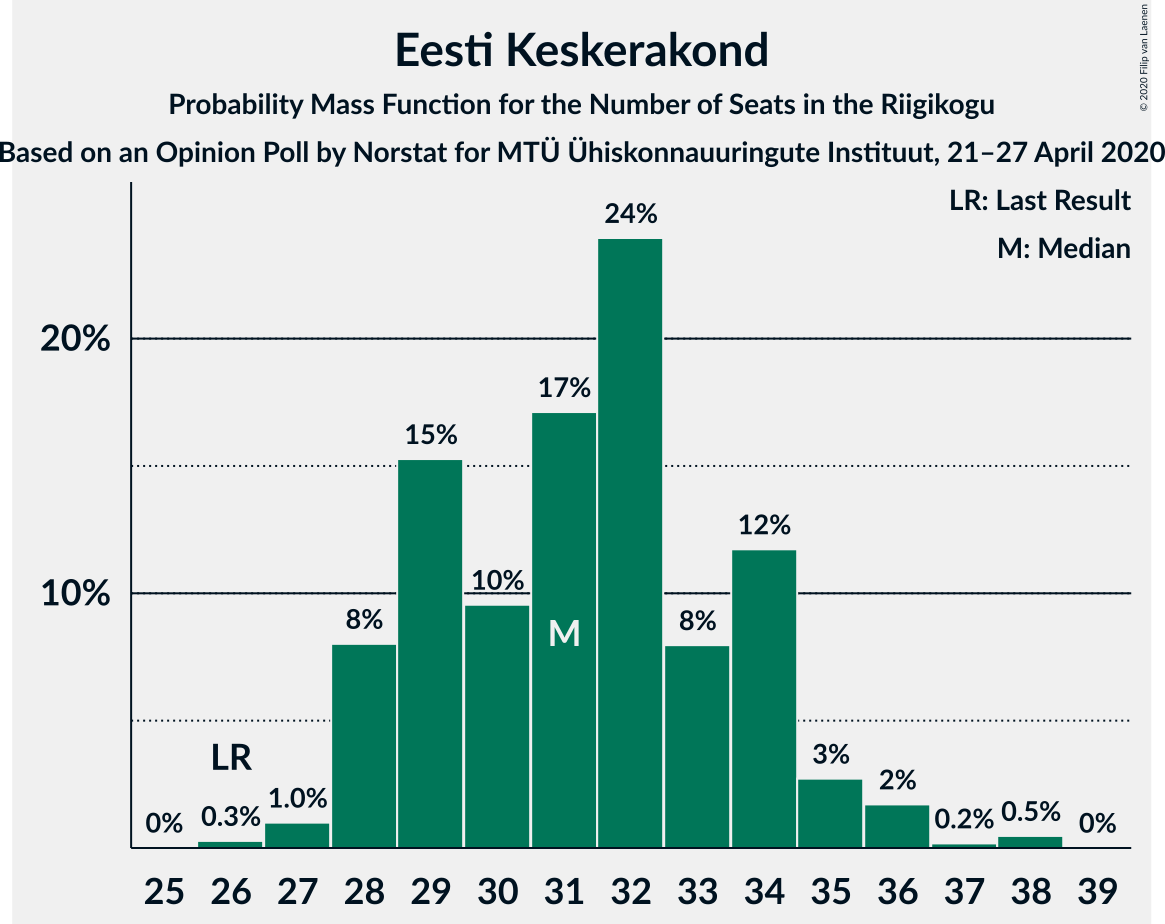 Eesti Keskerakond
Probability Mass Function for the Number of Seats in the Riigikogu
Based on an Opinion Poll by Norstat for MTÜ Ühiskonnauuringute Instituut, 21–27 April 2020
© 2020 Filip van Laenen
LR: Last Result
M: Median
24%
20%
17%
15%
12%
10%
10%
8%
8%
M
LR
3%
2%
1.0%
0%
0.3%
0.2%
0.5%
0%
25 26 27 28 29 30 31 32 33 34 35 36 37 38 39